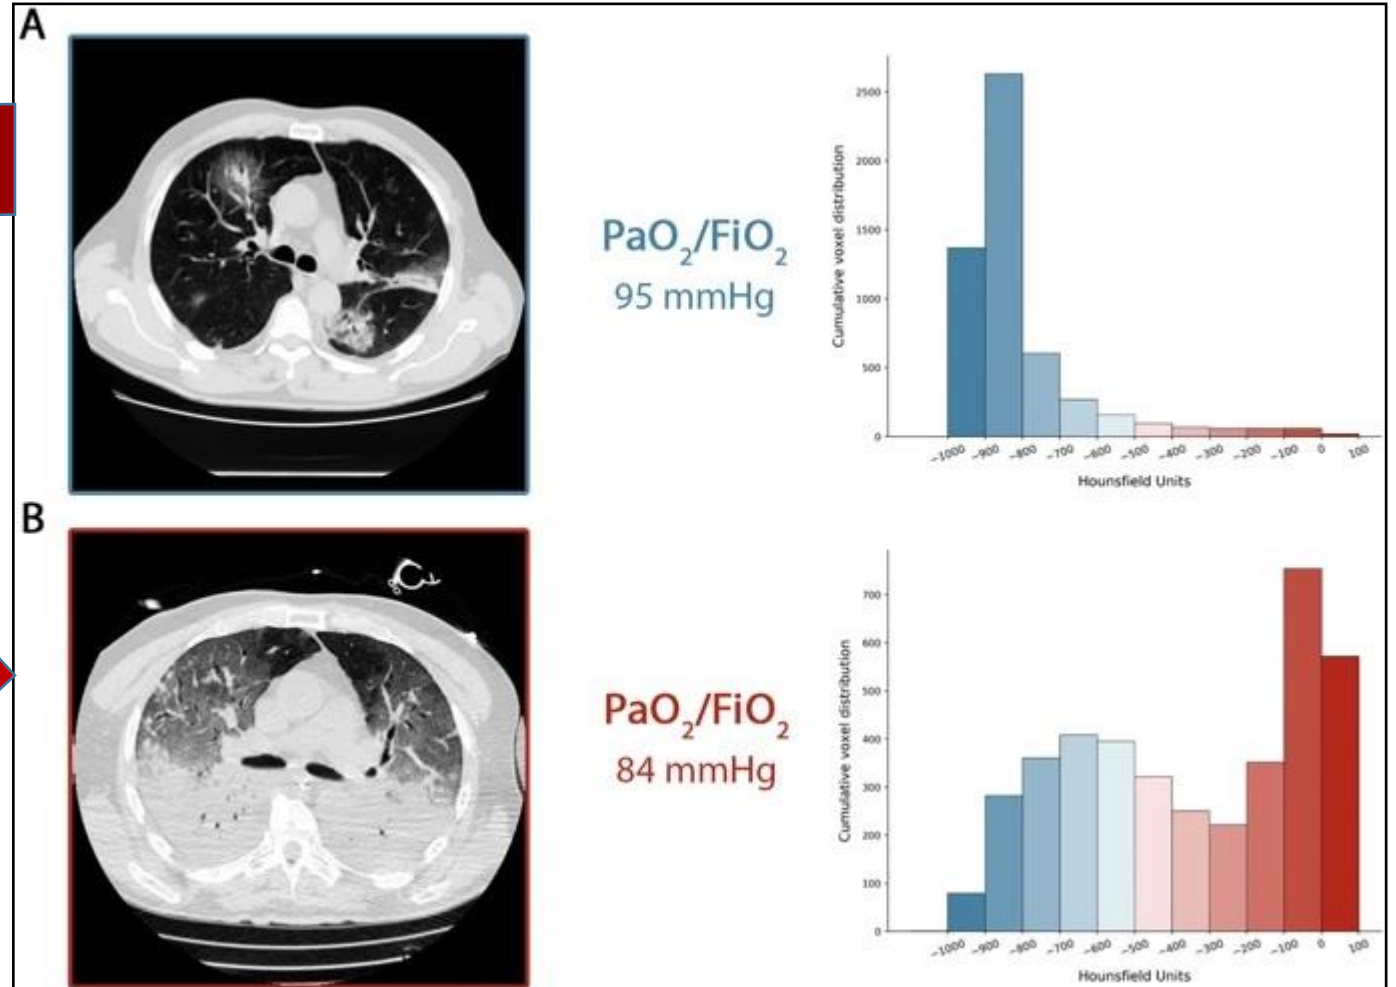 A
PaO₂/FiO₂
95 mmHg
Cumulative voxel distribution
2500
2000
1500
1000
500
0
−1000 −900 −800 −700 −600 −500 −400 −300 −200 −100 0 100
Hounsfield Units
B
PaO₂/FiO₂
84 mmHg
Cumulative voxel distribution
700
600
500
400
300
200
100
0
−1000 −900 −800 −700 −600 −500 −400 −300 −200 −100 0 100
Hounsfield Units